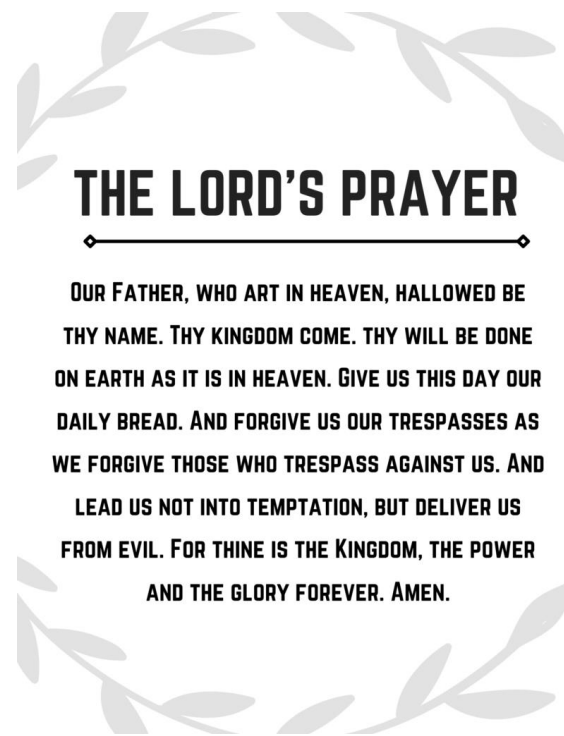 THE LORD'S PRAYER
Our Father, who art in heaven, hallowed be
thy name. Thy kingdom come. thy will be done
on earth as it is in heaven. Give us this day our
daily bread. And forgive us our trespasses as
we forgive those who trespass against us. And
lead us not into temptation, but deliver us
from evil. For thine is the Kingdom, the power
and the glory forever. Amen.